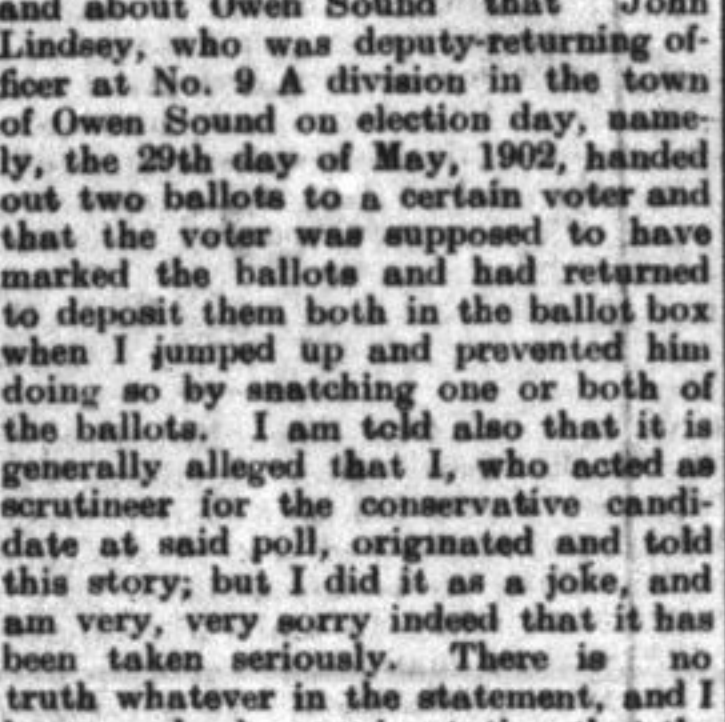 and about Owen Sound that John
Lindsey, who was deputy-returning of-
ficer at No. 9 A division in the town
of Owen Sound on election day, name-
ly, the 29th day of May, 1902, handed
out two ballots to a certain voter and
that the voter was supposed to have
marked the ballots and had returned
to deposit them both in the ballot box
when I jumped up and prevented him
doing so by snatching one or both of
the ballots. I am told also that it is
generally alleged that I, who acted as
scrutineer for the conservative candi-
date at said poll, originated and told
this story; but I did it as a joke, and
am very, very sorry indeed that it has
been taken seriously. There is no
truth whatever in the statement, and I